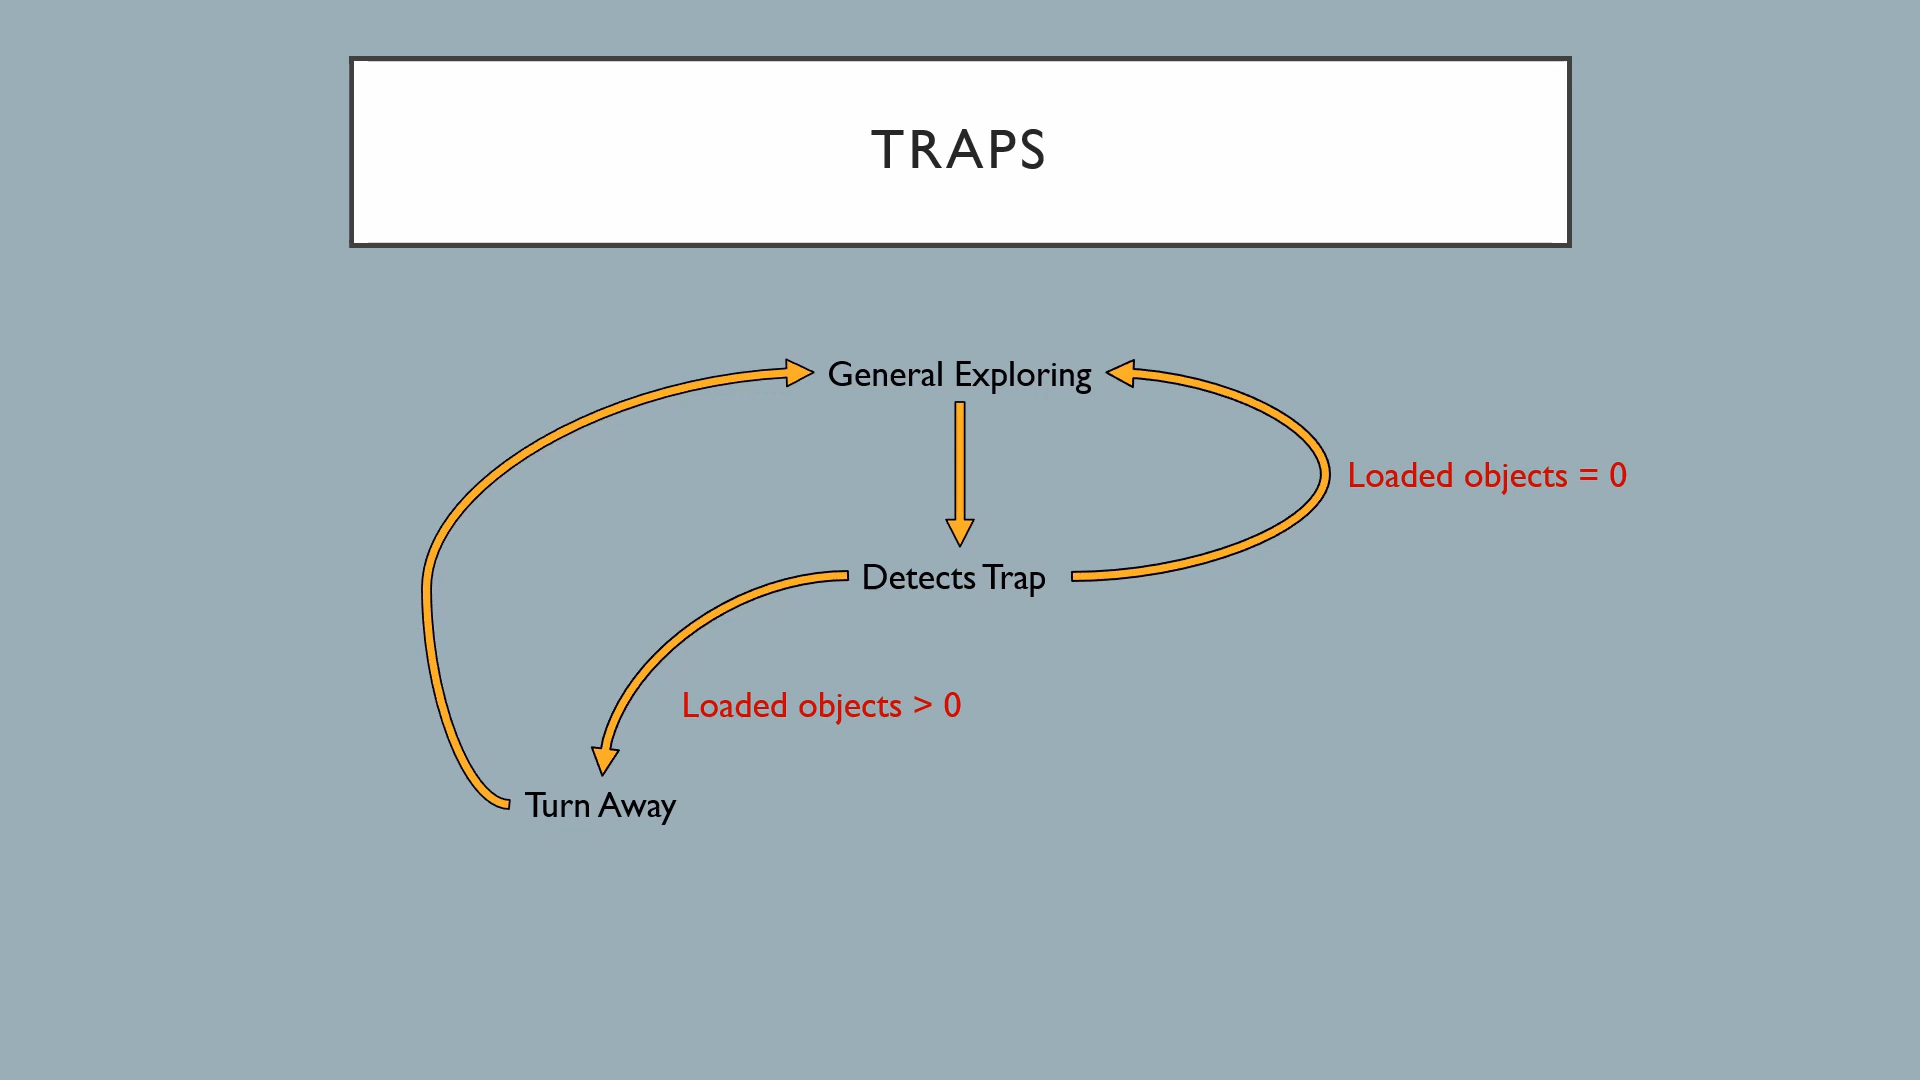 TRAPS
General Exploring
Loaded objects = 0
Detects Trap
Loaded objects > 0
Turn Away